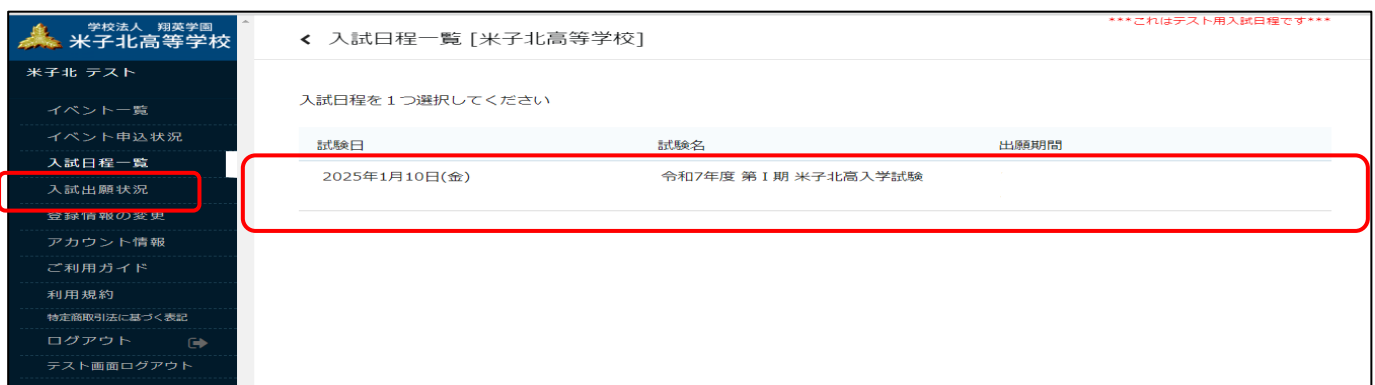 学校法人 翔英学園
米子北高等学校
米子北 テスト
イベント一覧
イベント申込状況
入試日程一覧
入試出願状況
登録情報の変更
アカウント情報
ご利用ガイド
利用規約
特定商取引法に基づく表記
ログアウト
テスト画面ログアウト
***これはテスト用入試日程です***
入試日程一覧 [米子北高等学校]
入試日程を１つ選択してください
試験日 試験名 出願期間
2025年1月10日(金) 令和7年度 第Ⅰ期 米子北高入学試験